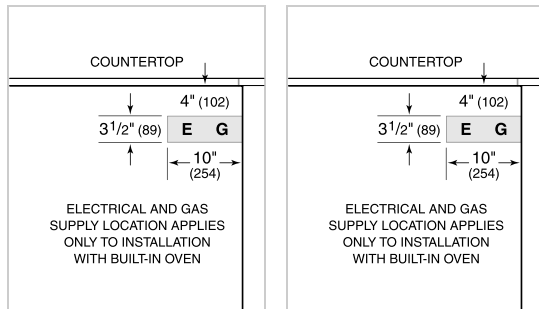 COUNTERTOP
4" (102)
3 1/2" (89)
E G
10"
(254)
ELECTRICAL AND GAS
SUPPLY LOCATION APPLIES
ONLY TO INSTALLATION
WITH BUILT-IN OVEN
COUNTERTOP
4" (102)
3 1/2" (89)
E G
10"
(254)
ELECTRICAL AND GAS
SUPPLY LOCATION APPLIES
ONLY TO INSTALLATION
WITH BUILT-IN OVEN